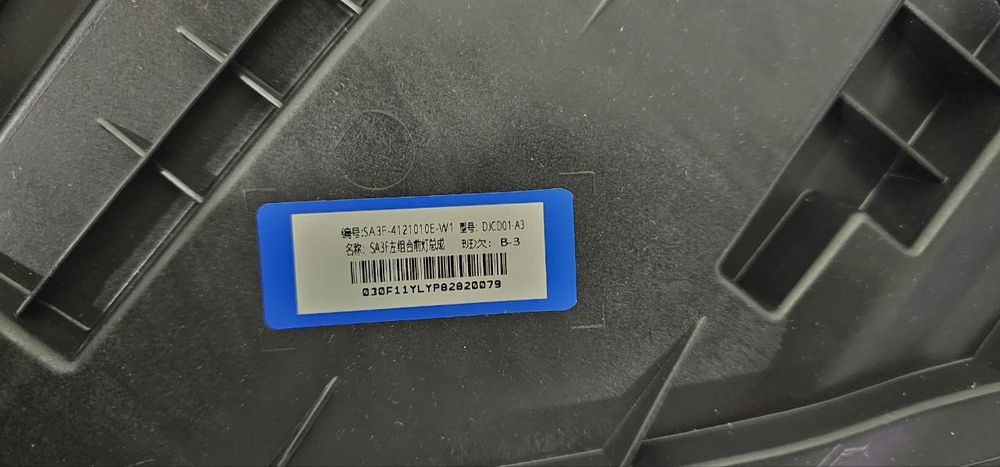 编号:SA3F-4121010E-W1 型号: DJCD01-A3
名称: SA3F左组合前灯总成 班次: B-3
030F11YLYP82820079